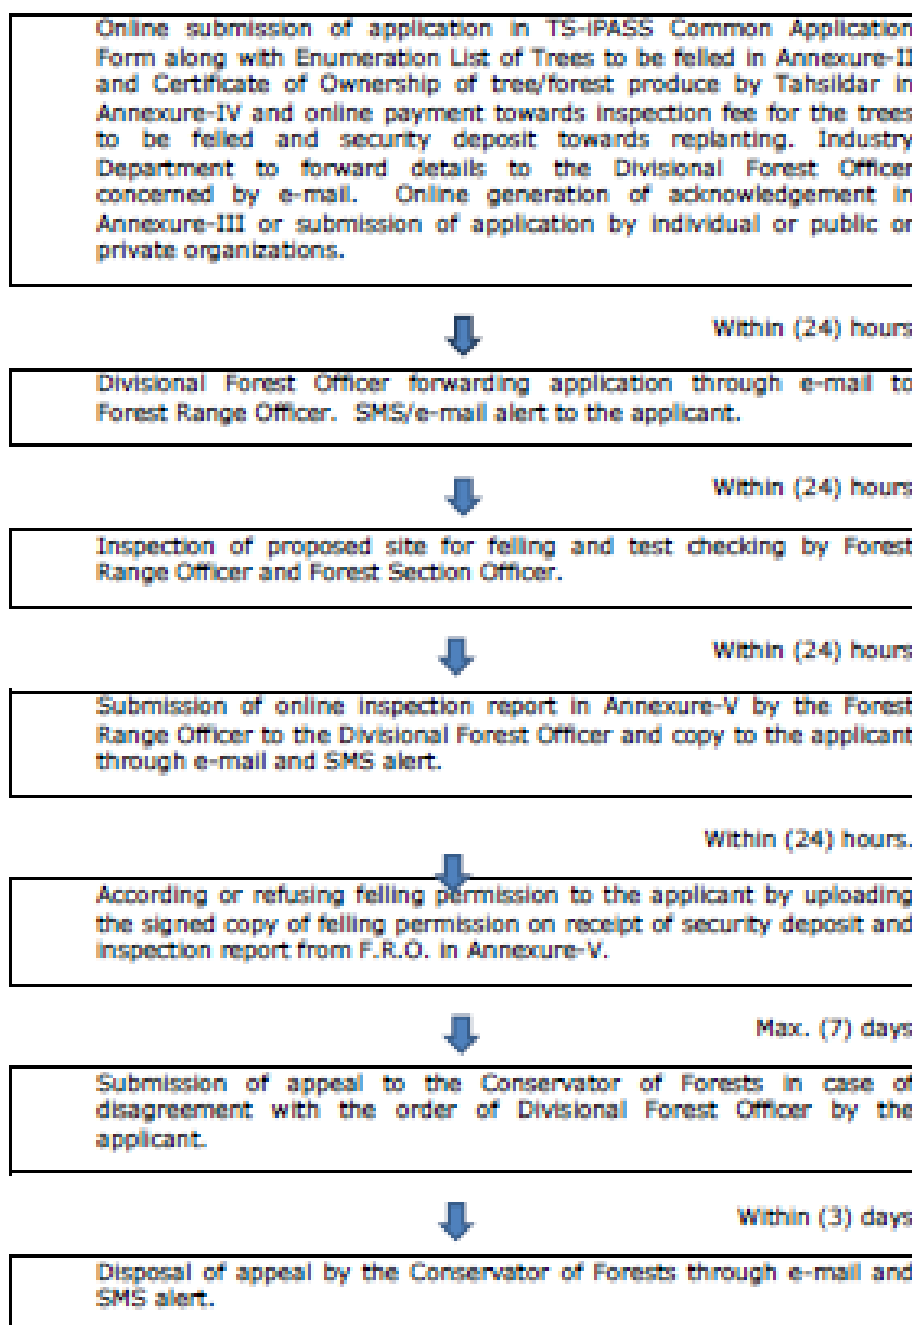 Online submission of application in TS-iPASS Common Application
Form along with Enumeration List of Trees to be felled in Annexure-II
and Certificate of Ownership of tree/forest produce by Tahsildar in
Annexure-IV and online payment towards inspection fee for the trees
to be felled and security deposit towards replanting. Industry
Department to forward details to the Divisional Forest Officer
concerned by e-mail. Online generation of acknowledgement in
Annexure-III or submission of application by individual or public or
private organizations.
Within (24) hours
Divisional Forest Officer forwarding application through e-mail to
Forest Range Officer. SMS/e-mail alert to the applicant.
Within (24) hours
Inspection of proposed site for felling and test checking by Forest
Range Officer and Forest Section Officer.
Within (24) hours
Submission of online inspection report in Annexure-V by the Forest
Range Officer to the Divisional Forest Officer and copy to the applicant
through e-mail and SMS alert.
Within (24) hours.
According or refusing felling permission to the applicant by uploading
the signed copy of felling permission on receipt of security deposit and
inspection report from F.R.O. in Annexure-V.
Max. (7) days
Submission of appeal to the Conservator of Forests in case of
disagreement with the order of Divisional Forest Officer by the
applicant.
Within (3) days
Disposal of appeal by the Conservator of Forests through e-mail and
SMS alert.